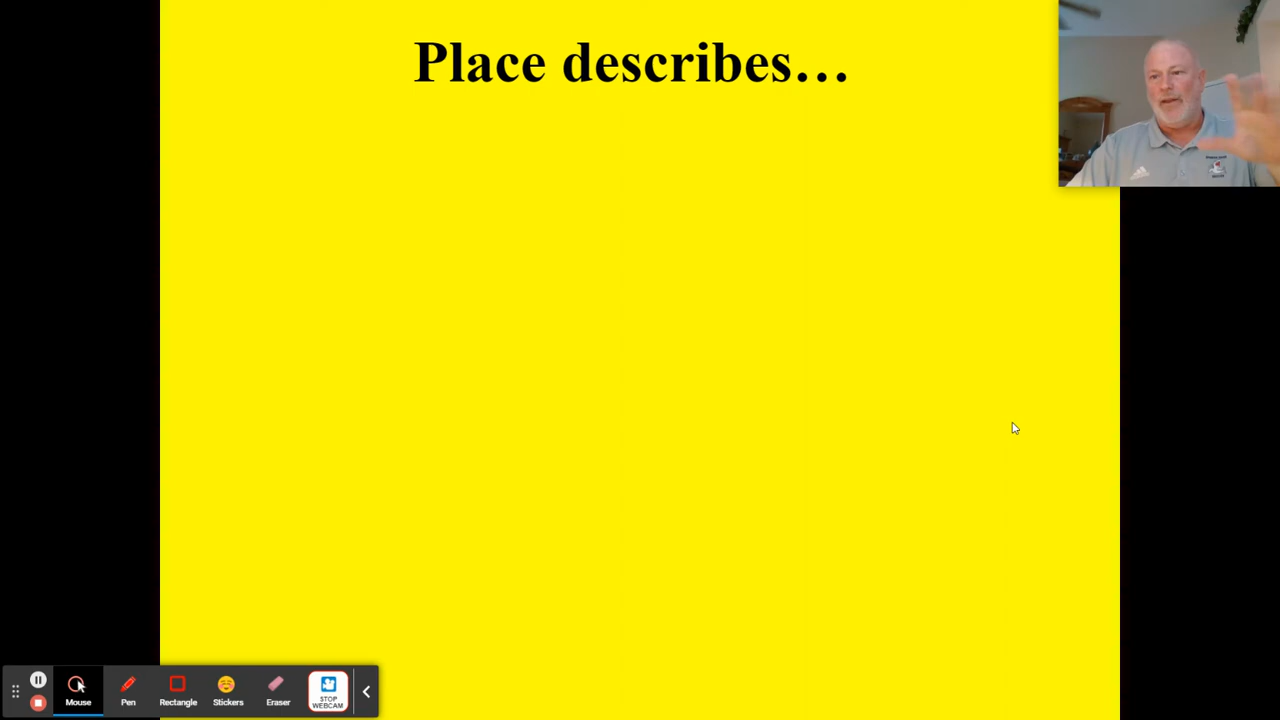 Place describes…
Mouse
Pen
Rectangle
Stickers
Eraser
STOP
WEBCAM